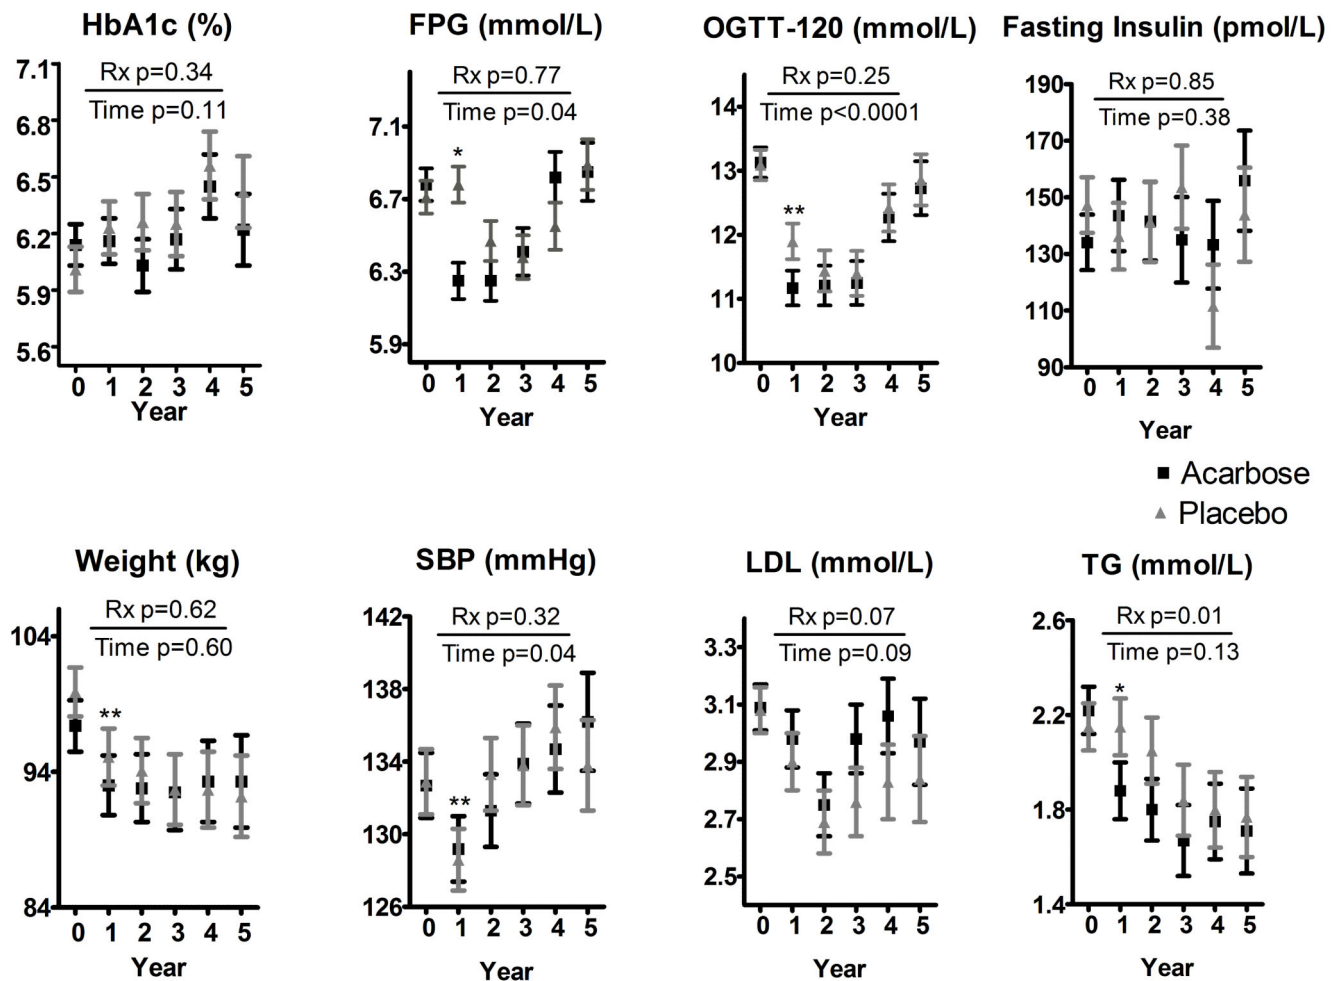 HbA1c (%)
Rx p=0.34
Time p=0.11
7.1
6.8
6.5
6.2
5.9
5.6
0 1 2 3 4 5
Year
FPG (mmol/L)
Rx p=0.77
Time p=0.04
*
7.1
6.7
6.3
5.9
0 1 2 3 4 5
Year
OGTT-120 (mmol/L)
Rx p=0.25
Time p<0.0001
**
14
13
12
11
10
0 1 2 3 4 5
Year
Fasting Insulin (pmol/L)
Rx p=0.85
Time p=0.38
190
170
150
130
110
90
0 1 2 3 4 5
Year
Acarbose
Placebo
Weight (kg)
Rx p=0.62
Time p=0.60
**
104
94
84
0 1 2 3 4 5
Year
SBP (mmHg)
Rx p=0.32
Time p=0.04
**
142
138
134
130
126
0 1 2 3 4 5
Year
LDL (mmol/L)
Rx p=0.07
Time p=0.09
3.3
3.1
2.9
2.7
2.5
0 1 2 3 4 5
Year
TG (mmol/L)
Rx p=0.01
Time p=0.13
*
2.6
2.2
1.8
1.4
0 1 2 3 4 5
Year